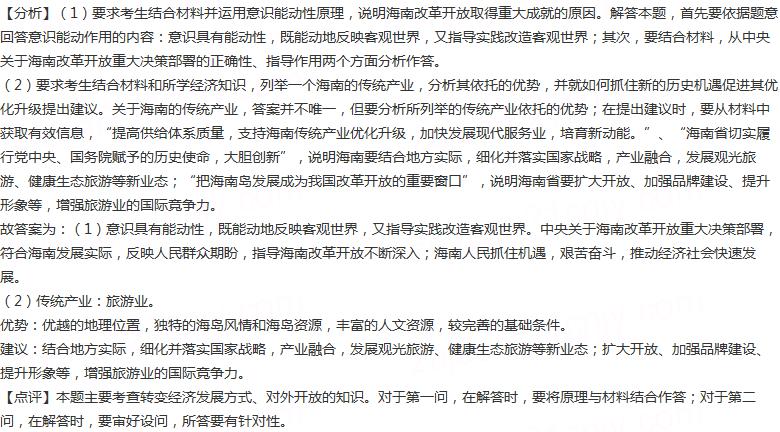 【分析】（1）要求考生结合材料并运用意识能动性原理，说明海南改革开放取得重大成就的原因。解答本题，首先要依据题意
回答意识能动作用的内容：意识具有能动性，既能动地反映客观世界，又指导实践改造客观世界；其次，要结合材料，从中央
关于海南改革开放重大决策部署的正确性、指导作用两个方面分析作答。
（2）要求考生结合材料和所学经济知识，列举一个海南的传统产业，分析其依托的优势，并就如何抓住新的历史机遇促进其优
化升级提出建议。关于海南的传统产业，答案并不唯一，但要分析所列举的传统产业依托的优势；在提出建议时，要从材料中
获取有效信息，“提高供给体系质量，支持海南传统产业优化升级，加快发展现代服务业，培育新动能。”、“海南省切实履
行党中央、国务院赋予的历史使命，大胆创新”，说明海南要结合地方实际，细化并落实国家战略，产业融合，发展观光旅
游、健康生态旅游等新业态；“把海南岛发展成为我国改革开放的重要窗口”，说明海南省要扩大开放、加强品牌建设、提升
形象等，增强旅游业的国际竞争力。
故答案为：（1）意识具有能动性，既能动地反映客观世界，又指导实践改造客观世界。中央关于海南改革开放重大决策部署，
符合海南发展实际，反映人民群众期盼，指导海南改革开放不断深入；海南人民抓住机遇，艰苦奋斗，推动经济社会快速发
展。
（2）传统产业：旅游业。
优势：优越的地理位置，独特的海岛风情和海岛资源，丰富的人文资源，较完善的基础条件。
建议：结合地方实际，细化并落实国家战略，产业融合，发展观光旅游、健康生态旅游等新业态；扩大开放、加强品牌建设、
提升形象等，增强旅游业的国际竞争力。
【点评】本题主要考查转变经济发展方式、对外开放的知识。对于第一问，在解答时，要将原理与材料结合作答；对于第二
问，在解答时，要审好设问，所答要有针对性。